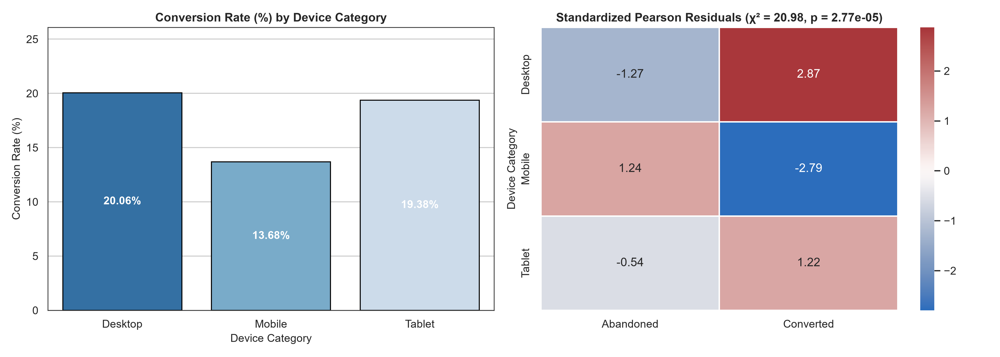 Conversion Rate (%) by Device Category
Conversion Rate (%)
25
20
15
10
5
0
20.06%
13.68%
19.38%
Desktop
Mobile
Tablet
Device Category
Standardized Pearson Residuals (χ² = 20.98, p = 2.77e-05)
Device Category
Desktop
Mobile
Tablet
-1.27
2.87
1.24
-2.79
-0.54
1.22
Abandoned
Converted
2
1
0
−1
−2